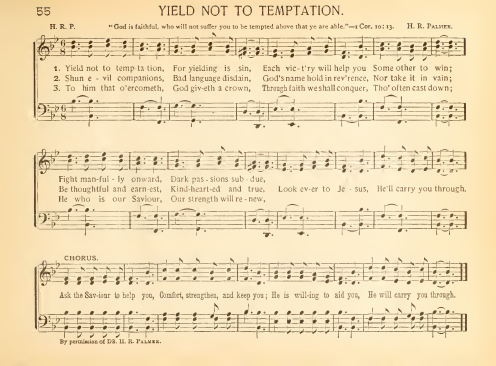 55 YIELD NOT TO TEMPTATION.
H. R. P. "God is faithful, who will not suffer you to be tempted above that ye are able."—1 Cor. 10:13. H. R. PALMER.
1. Yield not to temp-ta-tion, For yielding is sin, Each vic-t'ry will help you Some other to win;
2. Shun e-vil companions, Bad language disdain, God's name hold in rev'rence, Nor take it in vain;
3. To him that o'ercometh, God giv-eth a crown, Through faith we shall conquer, Tho' often cast down;
6 8
6 8
Fight man-ful-ly onward, Dark pas-sions sub-due,
Be thoughtful and earn-est, Kind-heart-ed and true, Look ev-er to Je-sus, He'll carry you through.
He who is our Saviour, Our strength will re-new,
CHORUS.
Ask the Sav-iour to help you, Comfort, strengthen, and keep you; He is will-ing to aid you, He will carry you through.
By permission of DR. H. R. PALMER.